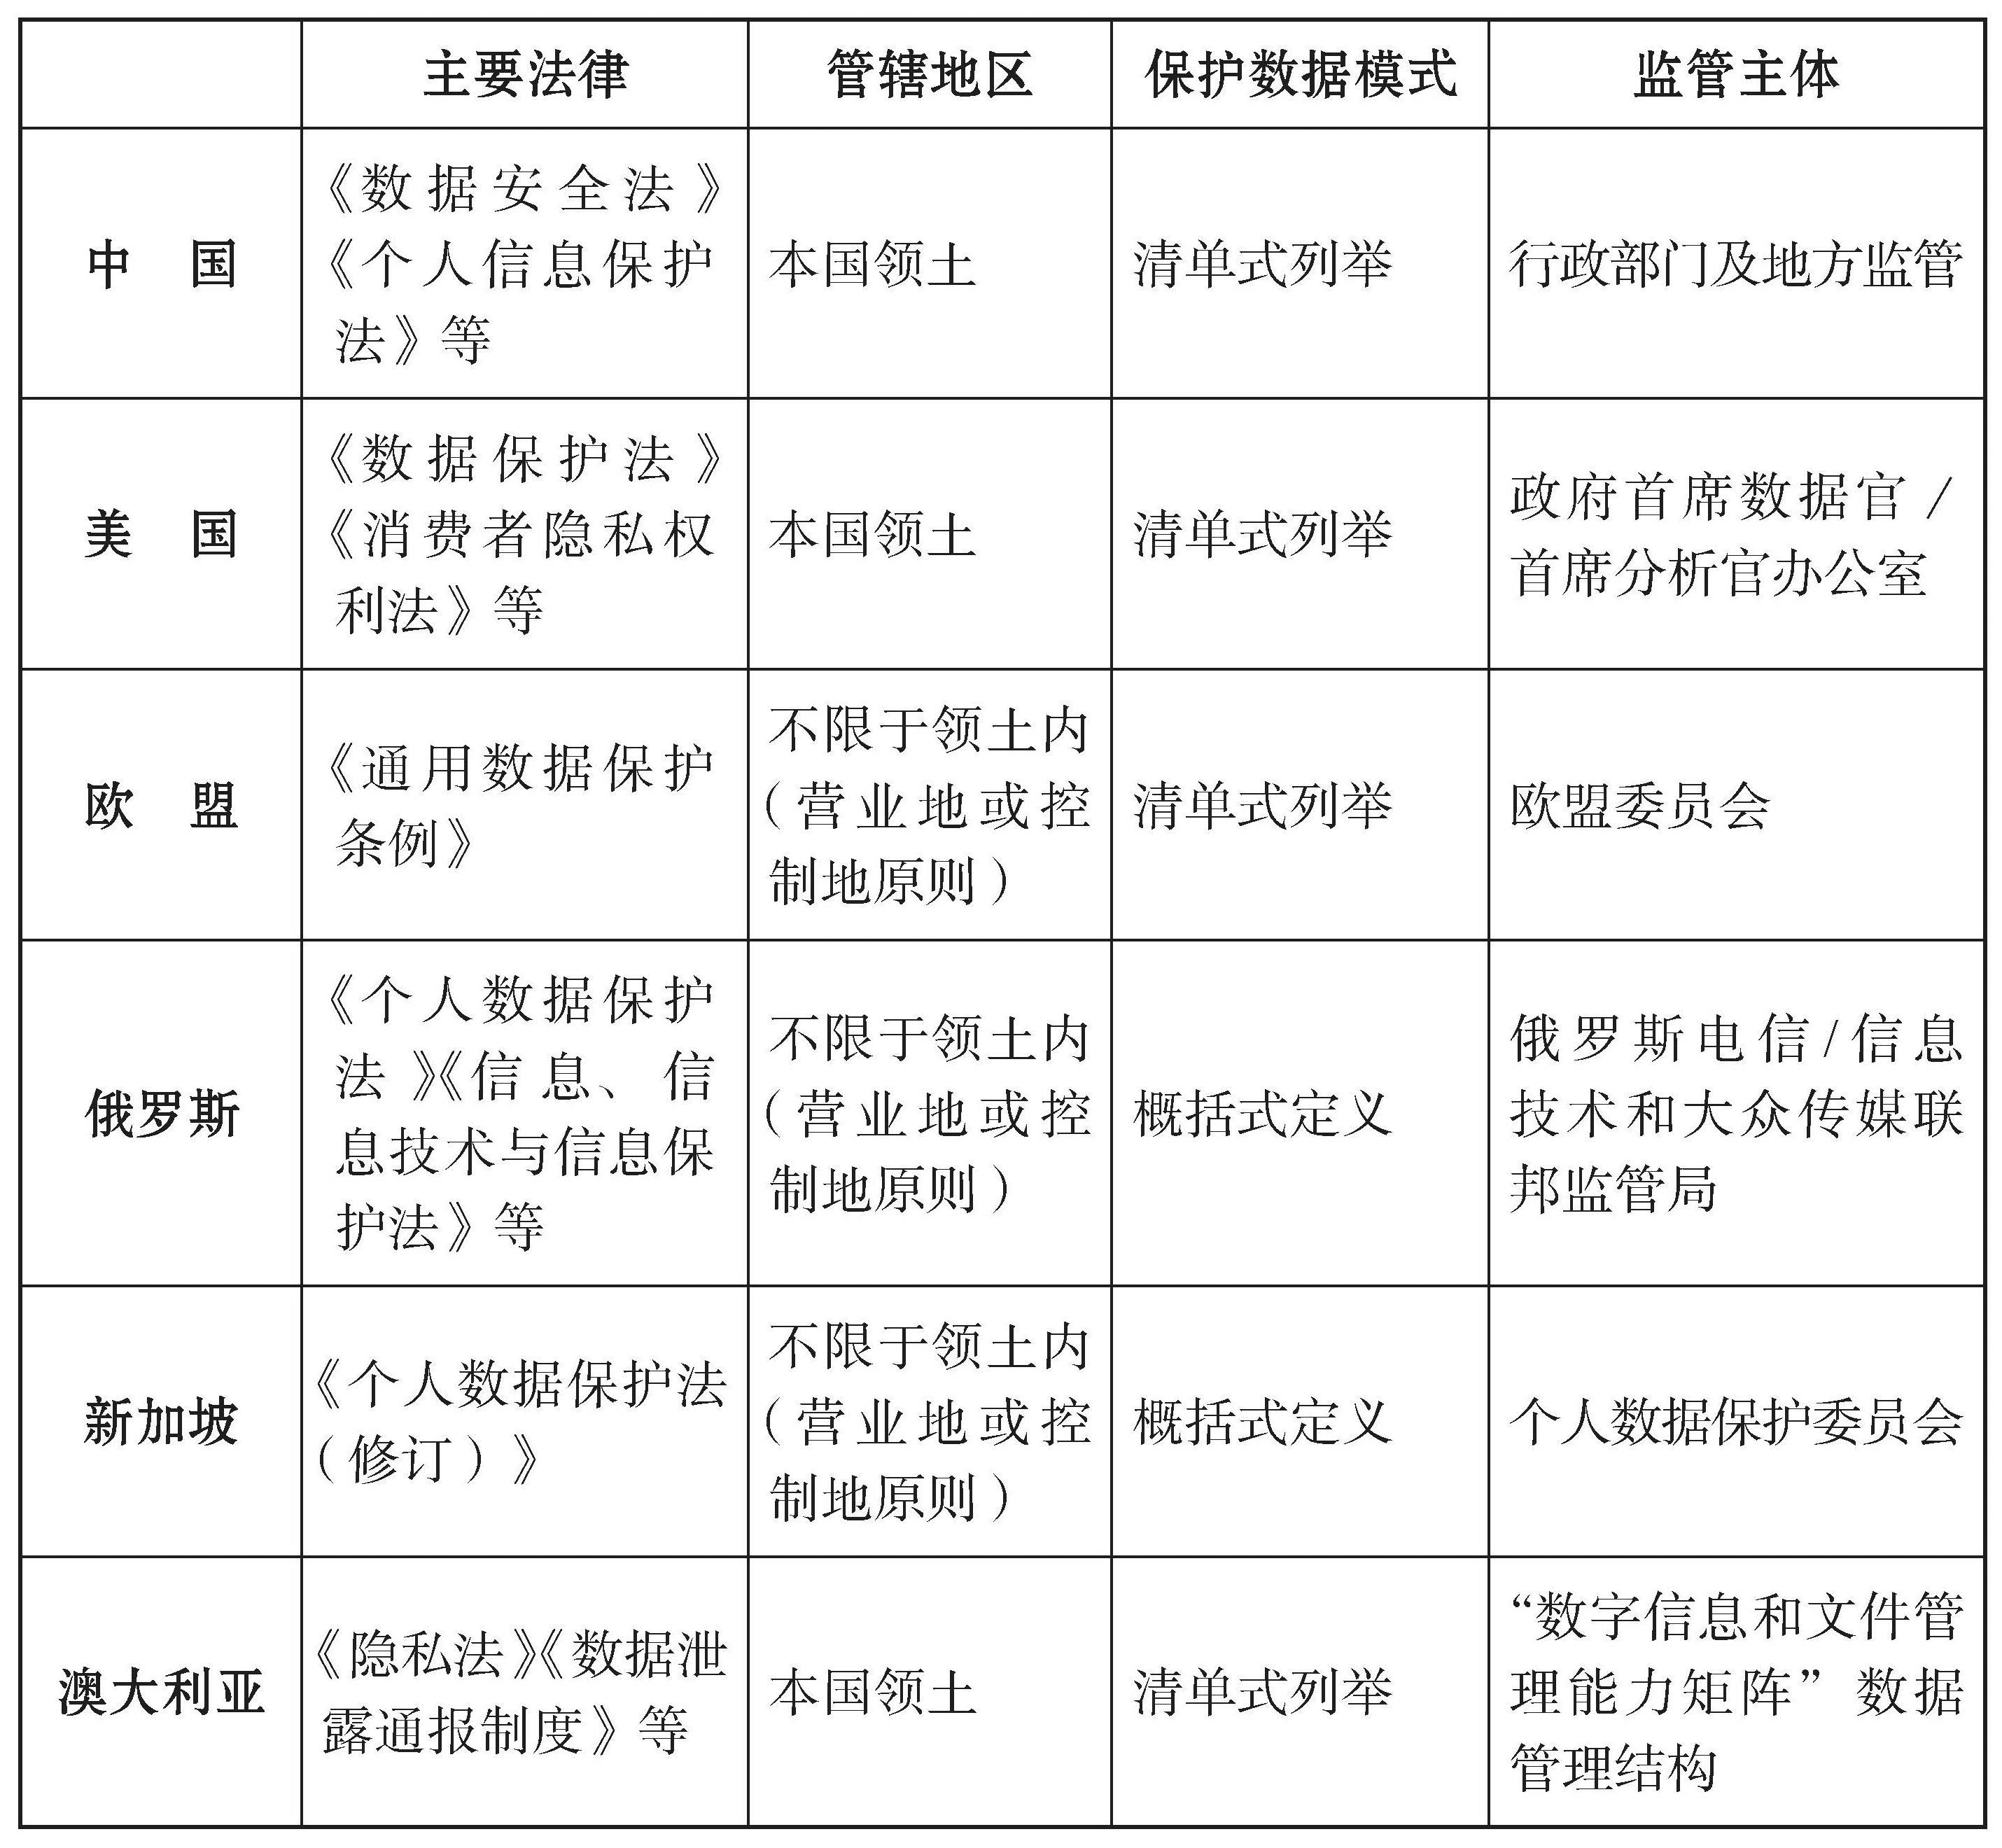 主要法律 管辖地区 保护数据模式 监管主体
中 国
《数据安全法》
《个人信息保护
法》等
本国领土
清单式列举
行政部门及地方监管
美 国
《数据保护法》
《消费者隐私权
利法》等
本国领土
清单式列举
政府首席数据官/
首席分析官办公室
欧 盟
《通用数据保护
条例》
不限于领土内
(营业地或控
制地原则)
清单式列举
欧盟委员会
俄罗斯
《个人数据保护
法》《信息、信
息技术与信息保
护法》等
不限于领土内
(营业地或控
制地原则)
概括式定义
俄罗斯电信/信息
技术和大众传媒联
邦监管局
新加坡
《个人数据保护法
(修订)》
不限于领土内
(营业地或控
制地原则)
概括式定义
个人数据保护委员会
澳大利亚
《隐私法》《数据泄
露通报制度》等
本国领土
清单式列举
“数字信息和文件管
理能力矩阵”数据
管理结构